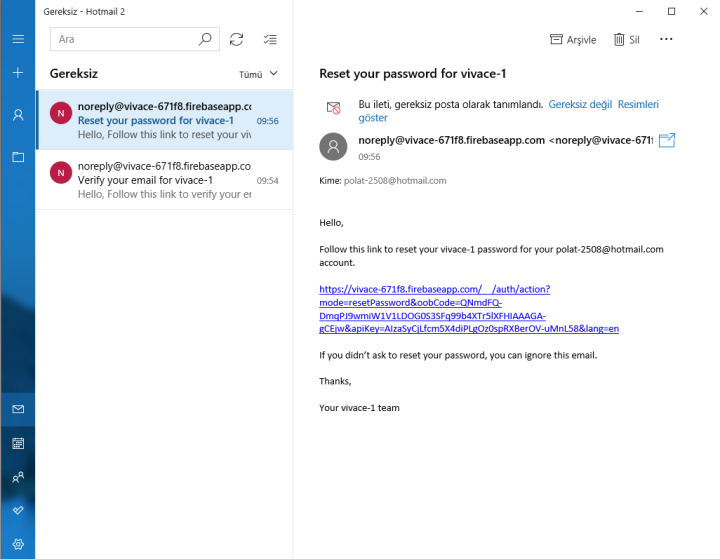 Gereksiz - Hotmail 2
Ara
Gereksiz
Tümü
N
noreply@vivace-671f8.firebaseapp.cc
Reset your password for vivace-1
09:56
Hello, Follow this link to reset your viv
N
noreply@vivace-671f8.firebaseapp.co
Verify your email for vivace-1
09:54
Hello, Follow this link to verify your er
Arşivle
Sil
Reset your password for vivace-1
Bu ileti, gereksiz posta olarak tanımlandı. Gereksiz değil Resimleri
göster
noreply@vivace-671f8.firebaseapp.com <noreply@vivace-671f
09:56
Kime: polat-2508@hotmail.com
Hello,
Follow this link to reset your vivace-1 password for your polat-2508@hotmail.com
account.
https://vivace-671f8.firebaseapp.com/__/auth/action?
mode=resetPassword&oobCode=QNmdFQ-
DmqPJ9wmiW1V1LDOG0S3SFq99b4XTr5lXFHIAAAGA-
gCEjw&apiKey=AIzaSyCjLfcm5X4diPLgOz0spRXBerOV-uMnL58&lang=en
If you didn't ask to reset your password, you can ignore this email.
Thanks,
Your vivace-1 team